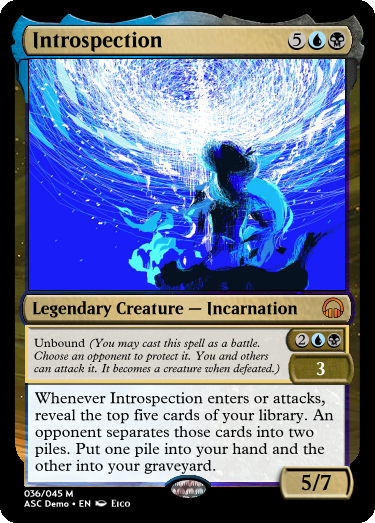 Introspection 5
Legendary Creature — Incarnation
Unbound (You may cast this spell as a battle.
Choose an opponent to protect it. You and others
can attack it. It becomes a creature when defeated.)
2
3
Whenever Introspection enters or attacks,
reveal the top five cards of your library. An
opponent separates those cards into two
piles. Put one pile into your hand and the
other into your graveyard.
5/7
036/045 M
ASC Demo • EN Eico